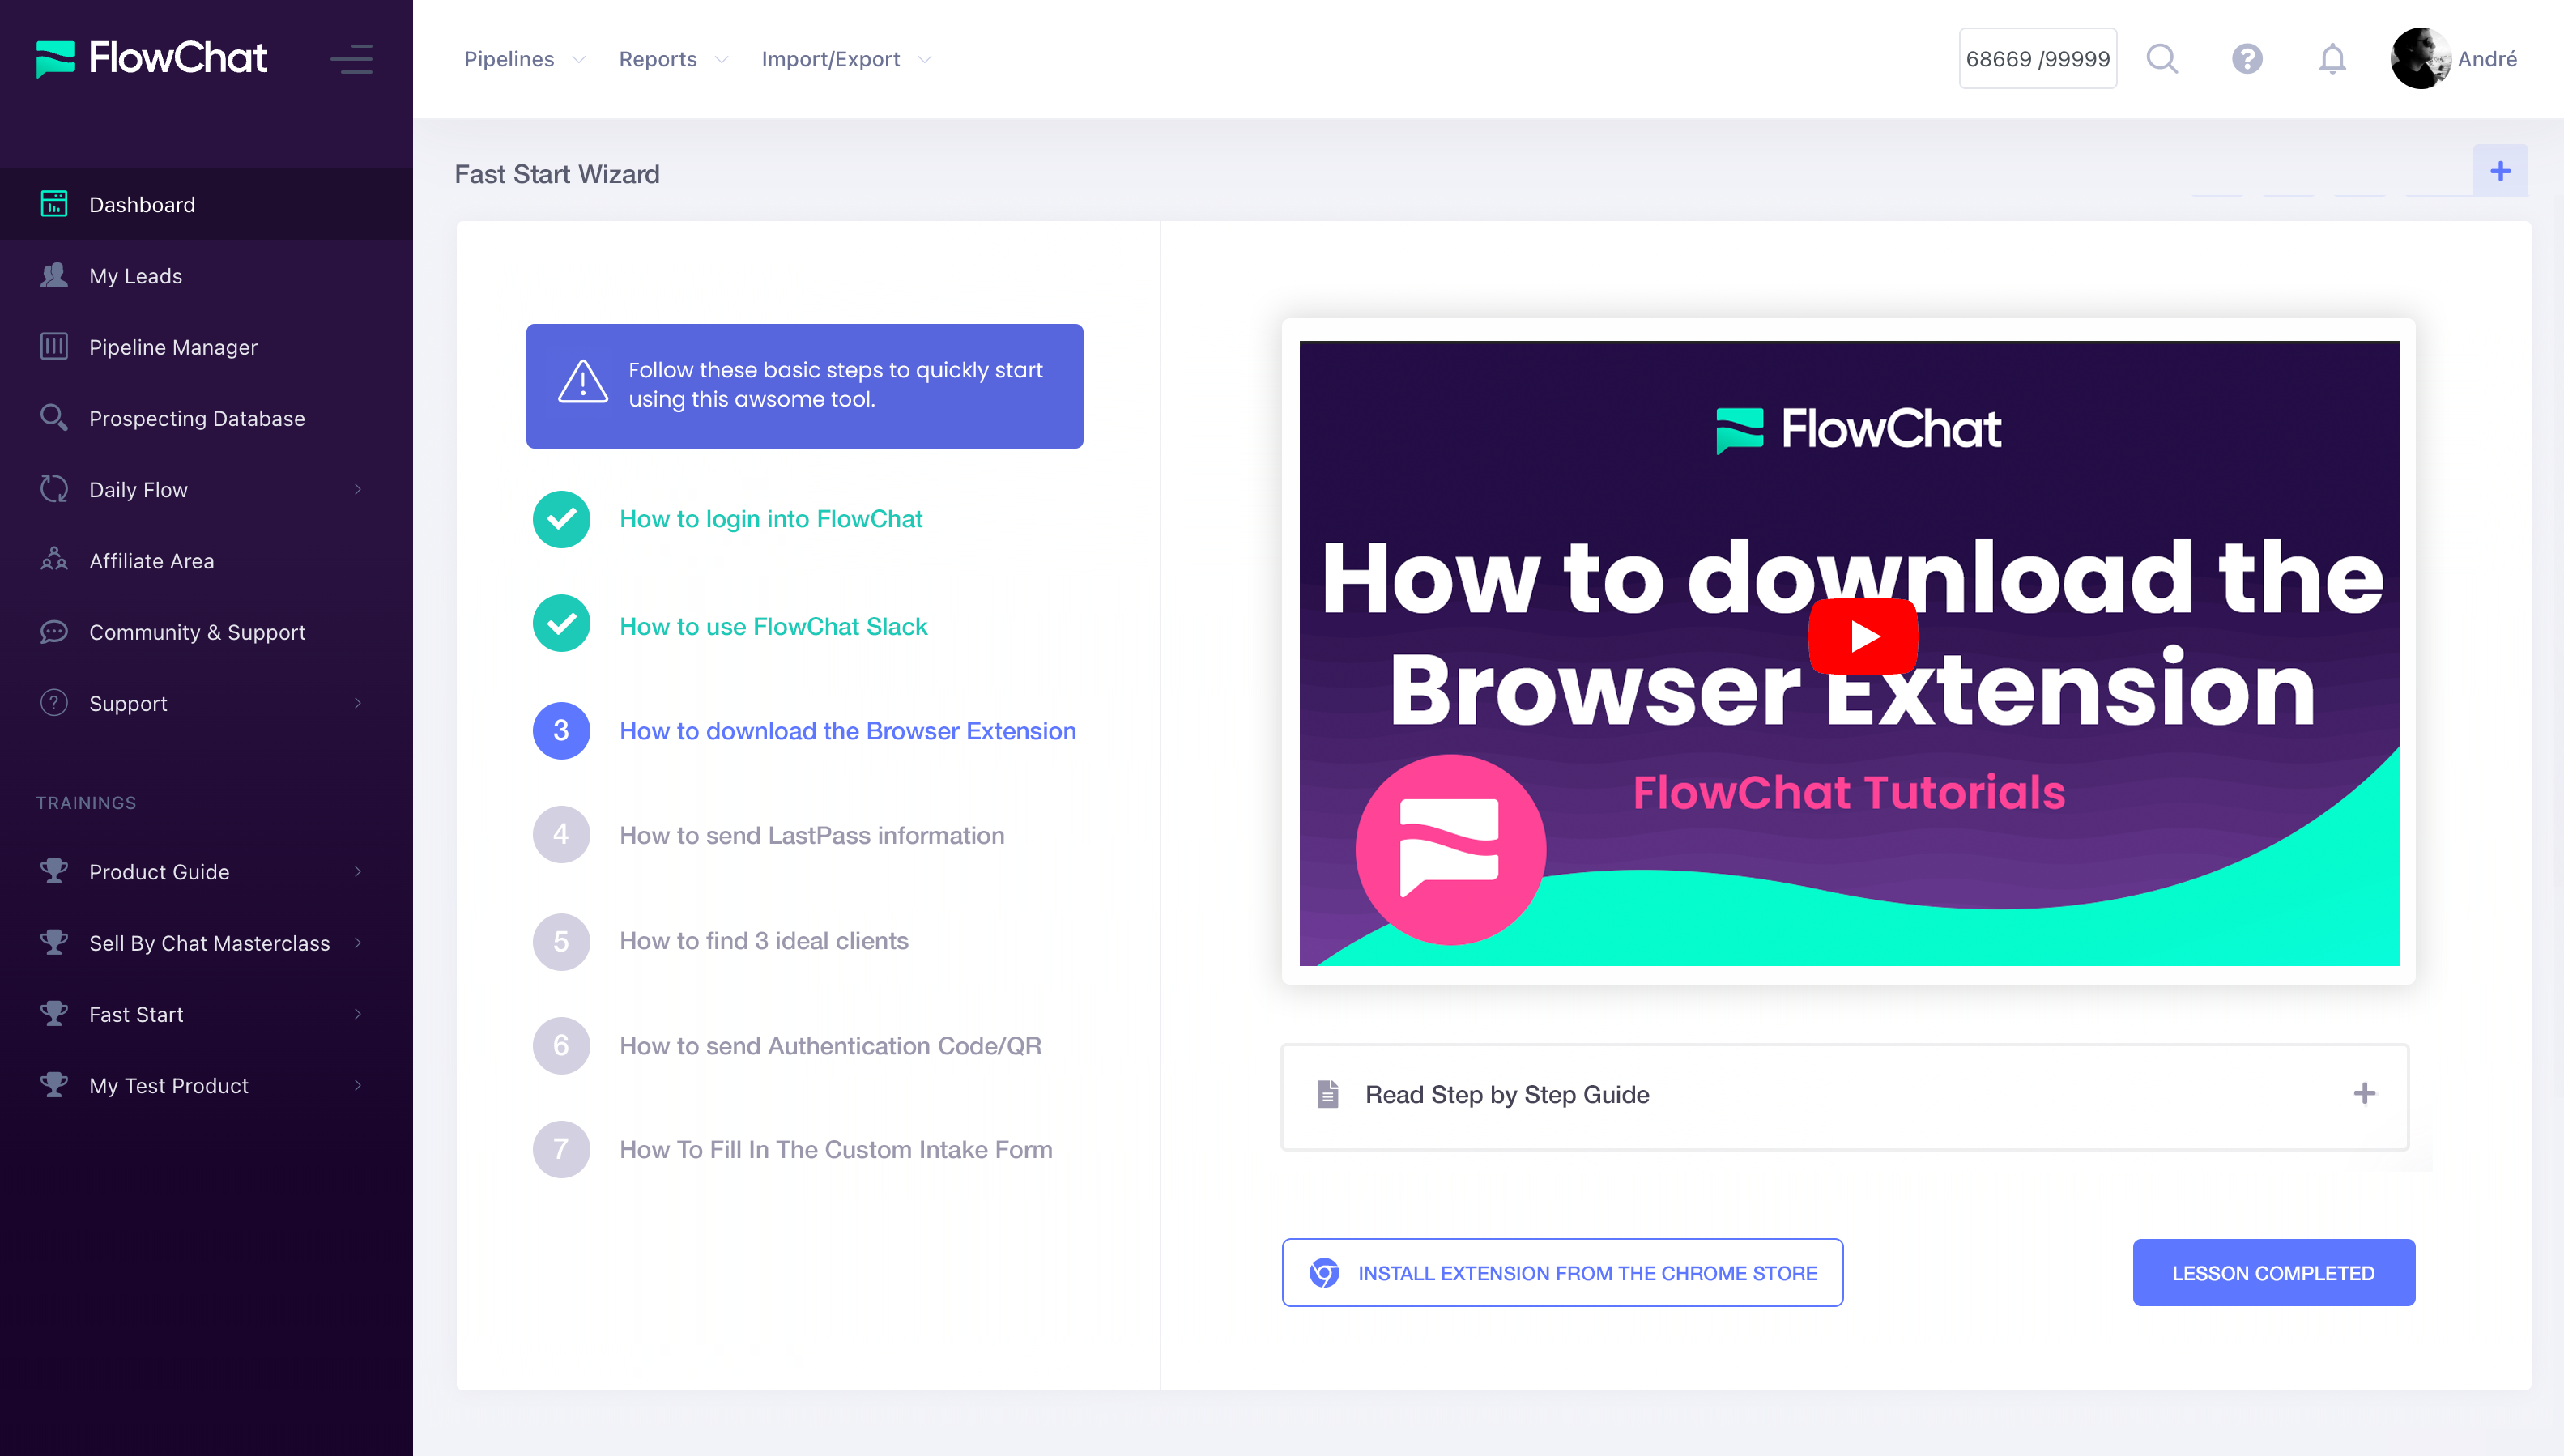 FlowChat
Pipelines
Reports
Import/Export
68669 /99999
André
Dashboard
My Leads
Pipeline Manager
Prospecting Database
Daily Flow
Affiliate Area
Community & Support
Support
TRAININGS
Product Guide
Sell By Chat Masterclass
Fast Start
My Test Product
Fast Start Wizard
Follow these basic steps to quickly start
using this awsome tool.
How to login into FlowChat
How to use FlowChat Slack
3 How to download the Browser Extension
4 How to send LastPass information
5 How to find 3 ideal clients
6 How to send Authentication Code/QR
7 How To Fill In The Custom Intake Form
FlowChat
How to download the
Browser Extension
FlowChat Tutorials
Read Step by Step Guide
INSTALL EXTENSION FROM THE CHROME STORE
LESSON COMPLETED